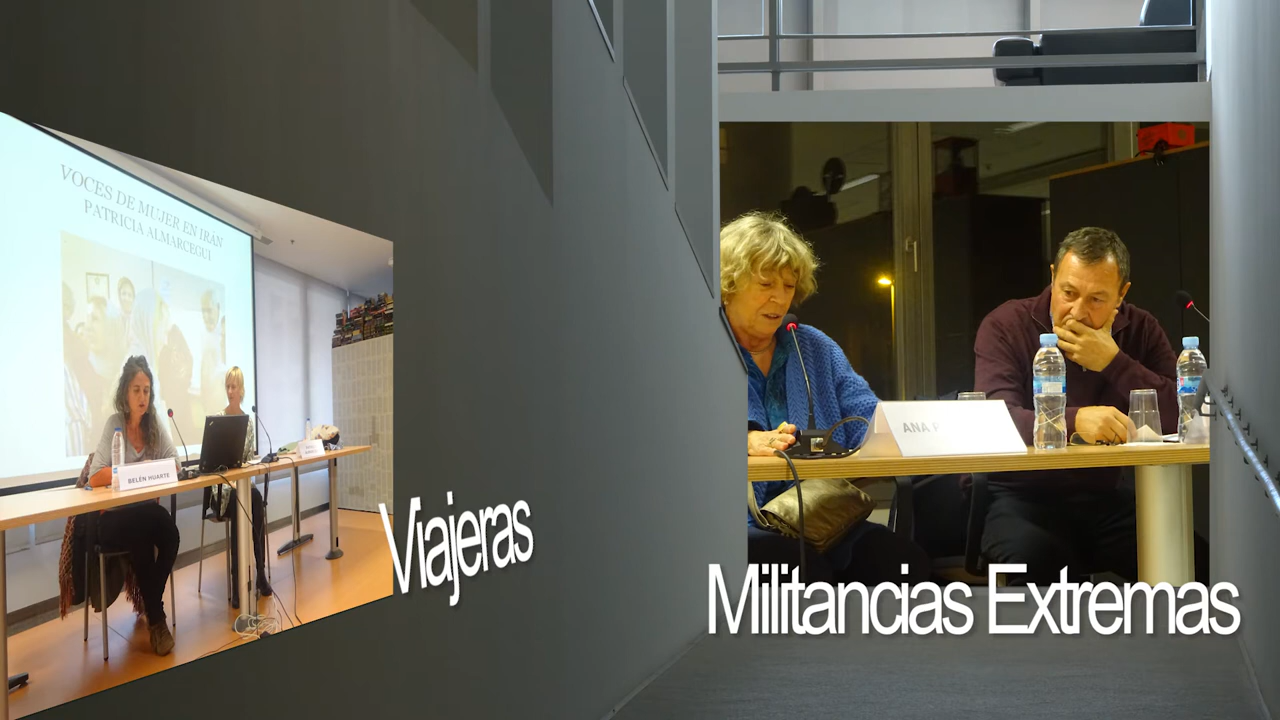 VOCES DE MUJER EN IRÁN
PATRICIA ALMARCEGUI
BELÉN HUARTE
Viajeras
ANA
Militancias Extremas